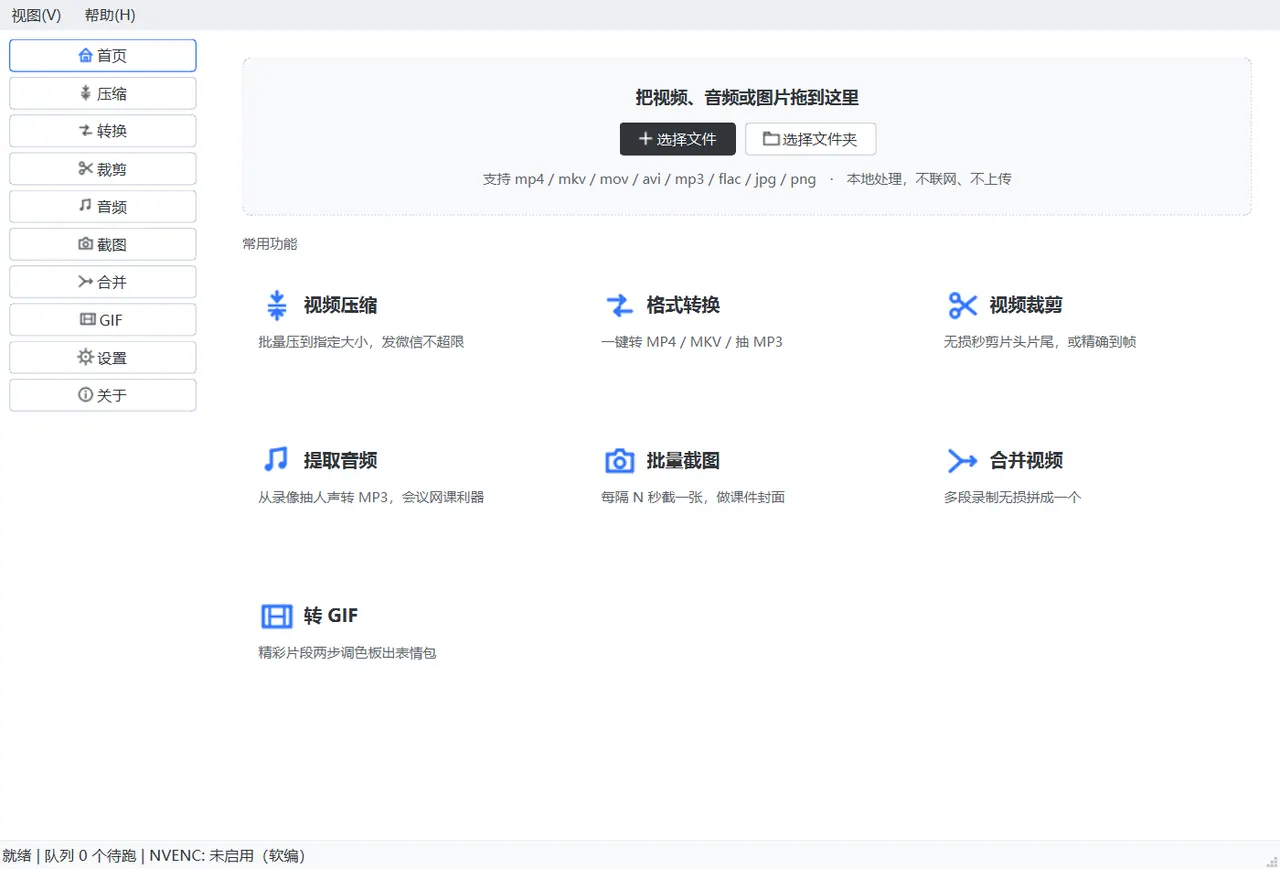 视图(V) 帮助(H)
首页
压缩
转换
裁剪
音频
截图
合并
GIF
设置
关于
把视频、音频或图片拖到这里
选择文件 选择文件夹
支持 mp4 / mkv / mov / avi / mp3 / flac / jpg / png · 本地处理，不联网、不上传
常用功能
视频压缩
批量压到指定大小，发微信不超限
格式转换
一键转 MP4 / MKV / 抽 MP3
视频裁剪
无损秒剪片头片尾，或精确到帧
提取音频
从录像抽人声转 MP3，会议网课利器
批量截图
每隔 N 秒截一张，做课件封面
合并视频
多段录制无损拼成一个
转 GIF
精彩片段两步调色板出表情包
就绪 | 队列 0 个待跑 | NVENC: 未启用（软编）